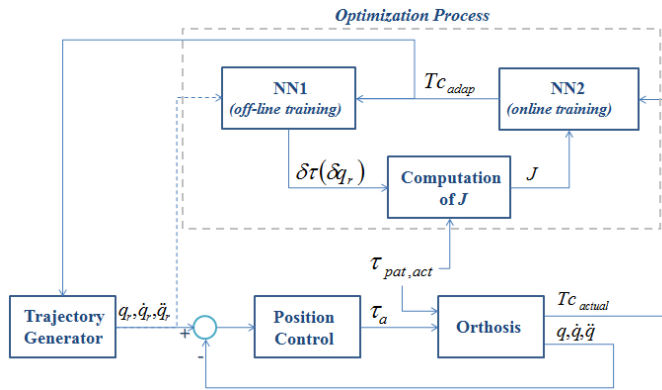 Optimization Process
NN1
(off-line training)
Tc_adap
NN2
(online training)
δτ(δq_r)
Computation
of J
J
τ_pat,act
Trajectory
Generator
q_r, q̇_r, q̈_r
+
-
Position
Control
τ_a
Orthosis
Tc_actual
q, q̇, q̈